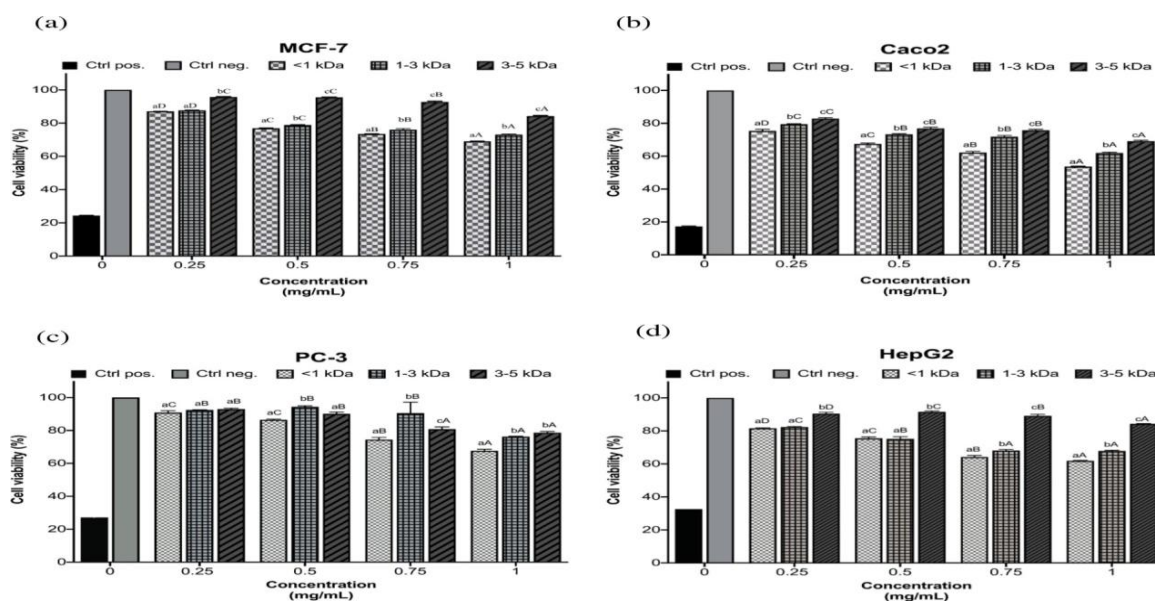 (a)
MCF-7
Ctrl pos. Ctrl neg. <1 kDa 1-3 kDa 3-5 kDa
Cell viability (%)
100
80
60
40
20
0
aD aD bC
aC bC cC
aB bB cB
aA bA cA
0 0.25 0.5 0.75 1
Concentration
(mg/mL)
(b)
Caco2
Ctrl pos. Ctrl neg. <1 kDa 1-3 kDa 3-5 kDa
Cell viability (%)
100
80
60
40
20
0
aD bC cC
aC bB cB
aB bB cB
aA bA cA
0 0.25 0.5 0.75 1
Concentration
(mg/mL)
(c)
PC-3
Ctrl pos. Ctrl neg. <1 kDa 1-3 kDa 3-5 kDa
Cell viability (%)
100
80
60
40
20
0
aC aB aB
aC bB aB
aB bB cA
aA bA bA
0 0.25 0.5 0.75 1
Concentration
(mg/mL)
(d)
HepG2
Ctrl pos. Ctrl neg. <1 kDa 1-3 kDa 3-5 kDa
Cell viability (%)
100
80
60
40
20
0
aD aC bD
aC aB bC
aB bA cB
aA bA cA
0 0.25 0.5 0.75 1
Concentration
(mg/mL)